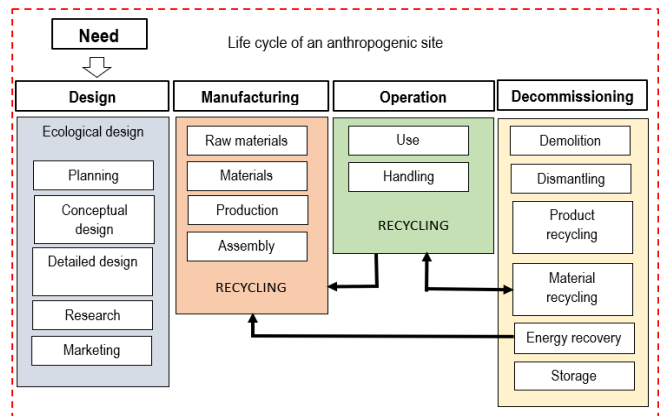 Need
Life cycle of an anthropogenic site
Design
Manufacturing
Operation
Decommissioning
Ecological design
Planning
Conceptual
design
Detailed design
Research
Marketing
Raw materials
Materials
Production
Assembly
RECYCLING
Use
Handling
RECYCLING
Demolition
Dismantling
Product
recycling
Material
recycling
Energy recovery
Storage